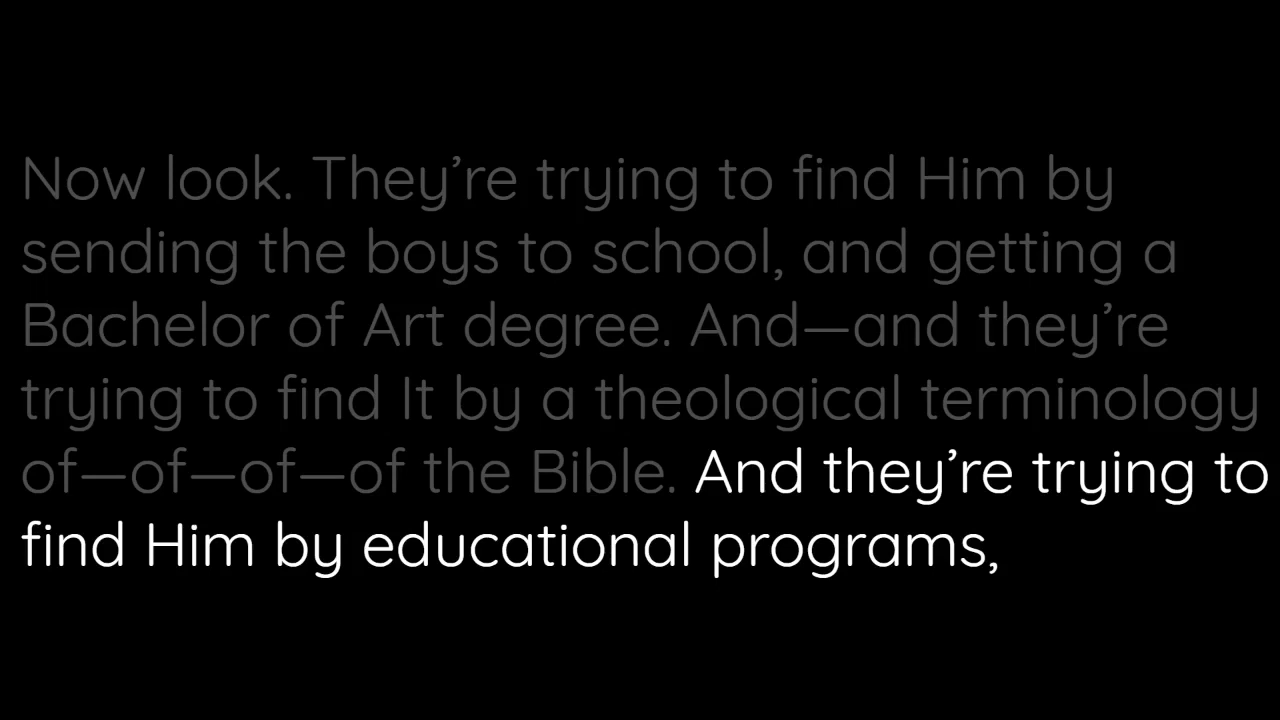 Now look. They’re trying to find Him by
sending the boys to school, and getting a
Bachelor of Art degree. And—and they’re
trying to find It by a theological terminology
of—of—of—of the Bible. And they’re trying to
find Him by educational programs,